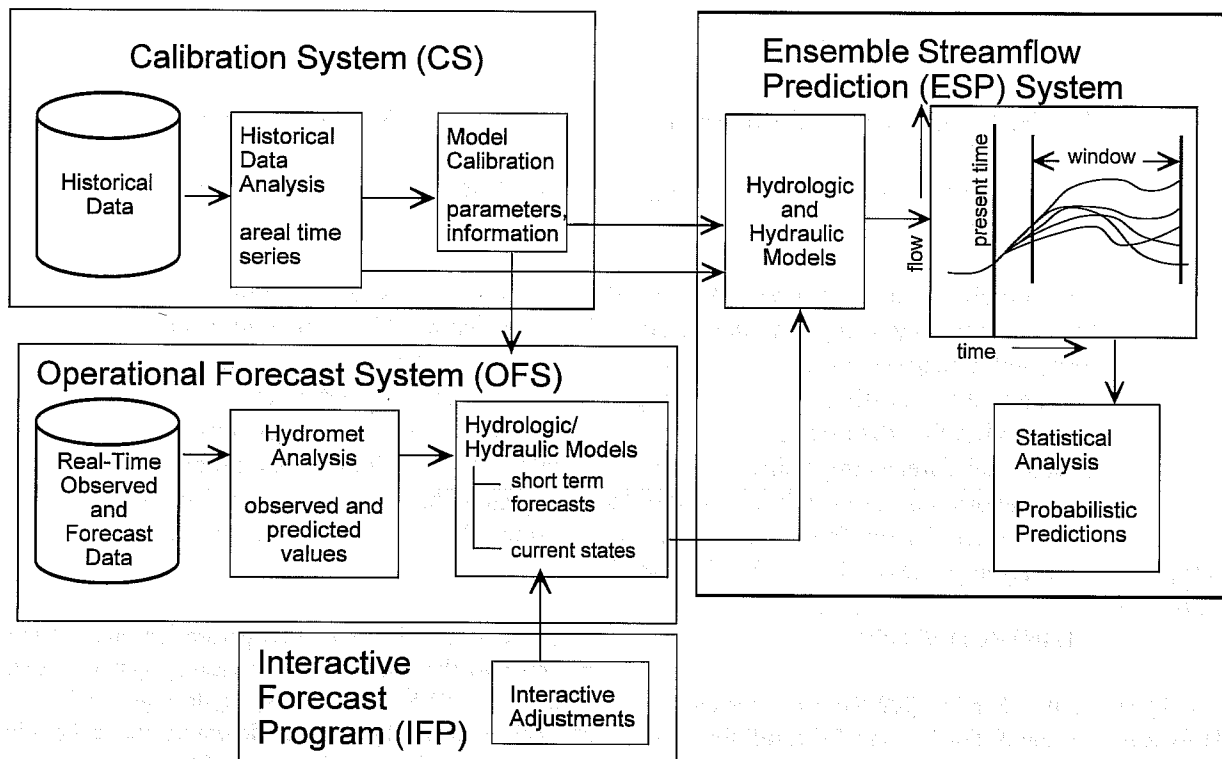 Calibration System (CS)
Historical
Data
Historical
Data
Analysis
areal time
series
Model
Calibration
parameters,
information
Operational Forecast System (OFS)
Real-Time
Observed
and
Forecast
Data
Hydromet
Analysis
observed and
predicted
values
Hydrologic/
Hydraulic Models
short term
forecasts
current states
Interactive
Forecast
Program (IFP)
Interactive
Adjustments
Ensemble Streamflow
Prediction (ESP) System
Hydrologic
and
Hydraulic
Models
flow
present time
window
time
Statistical
Analysis
Probabilistic
Predictions